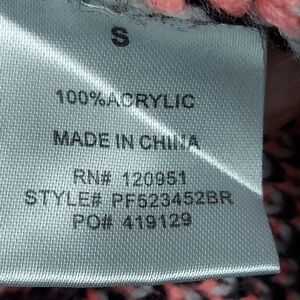 S
100%ACRYLIC
MADE IN CHINA
RN# 120951
STYLE# PF523452BR
PO# 419129